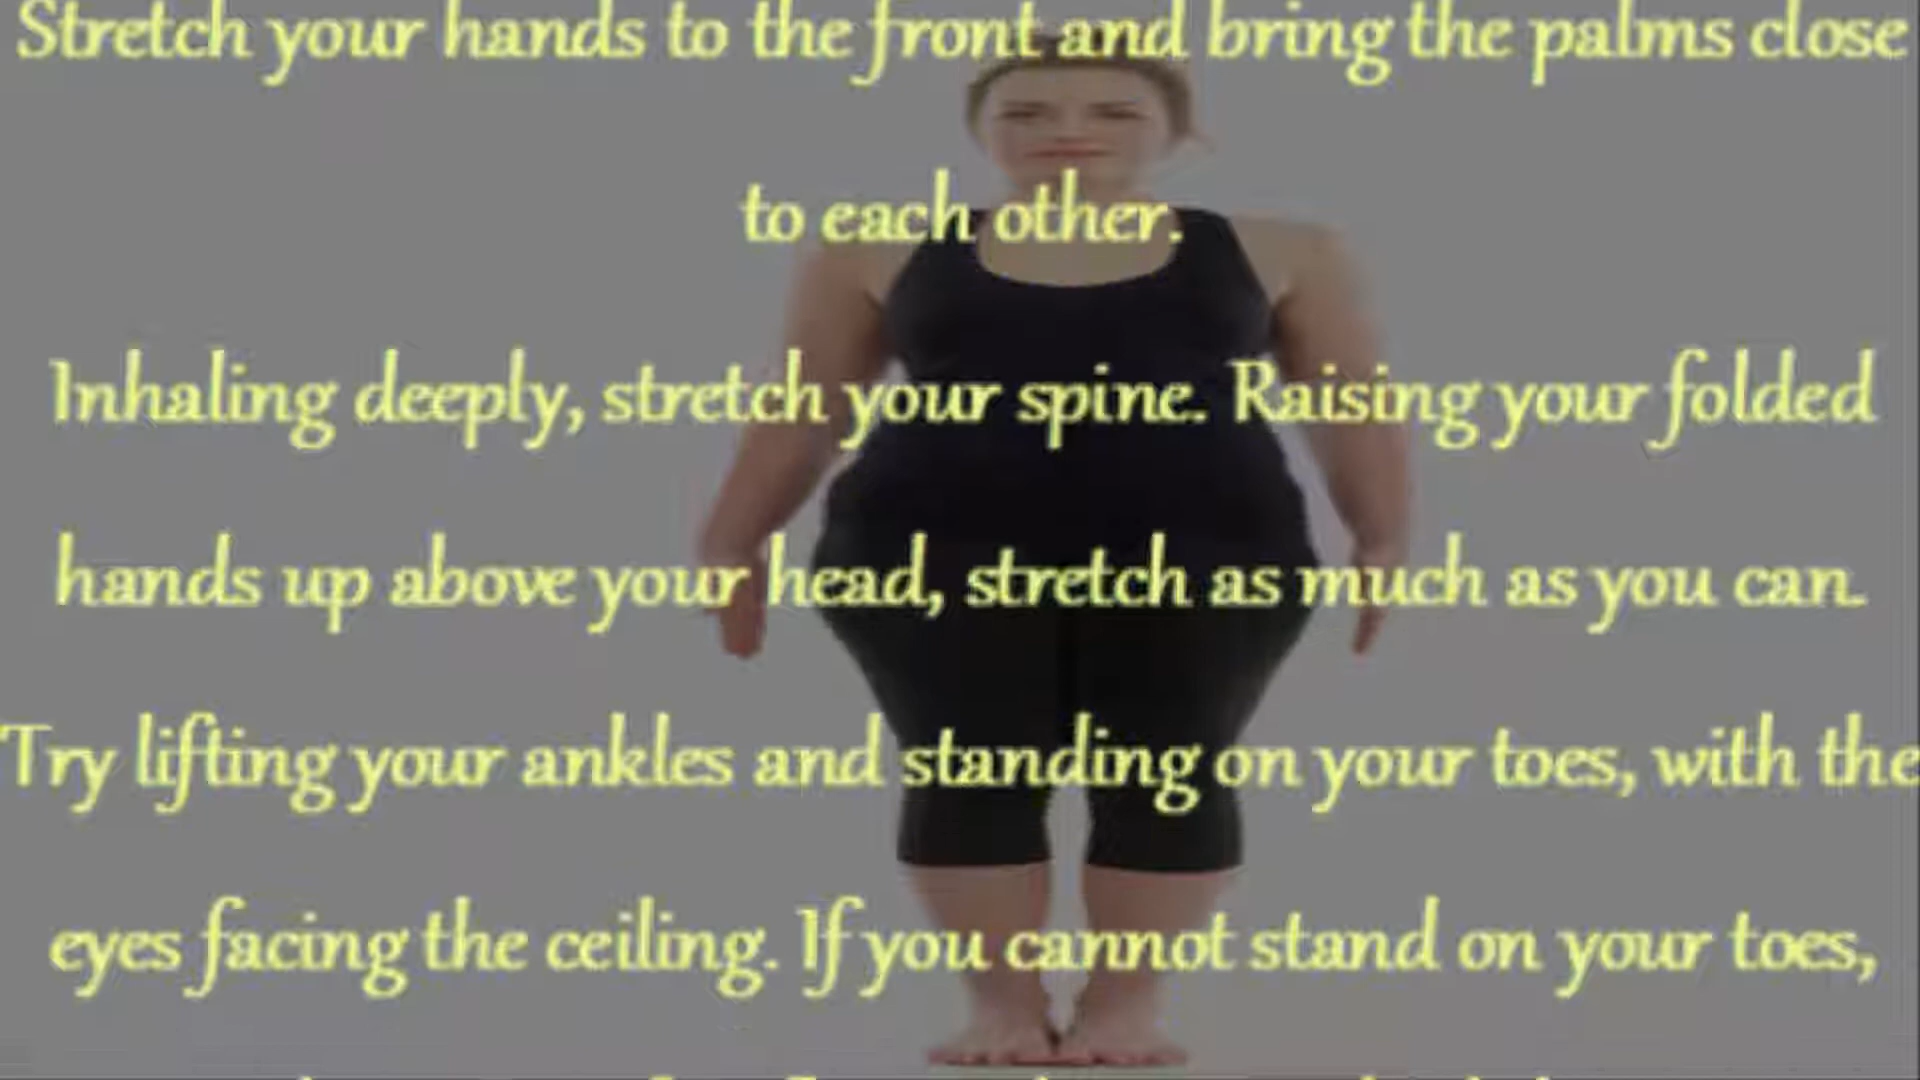 Stretch your hands to the front and bring the palms close
to each other.
Inhaling deeply, stretch your spine. Raising your folded
hands up above your head, stretch as much as you can.
Try lifting your ankles and standing on your toes, with the
eyes facing the ceiling. If you cannot stand on your toes,